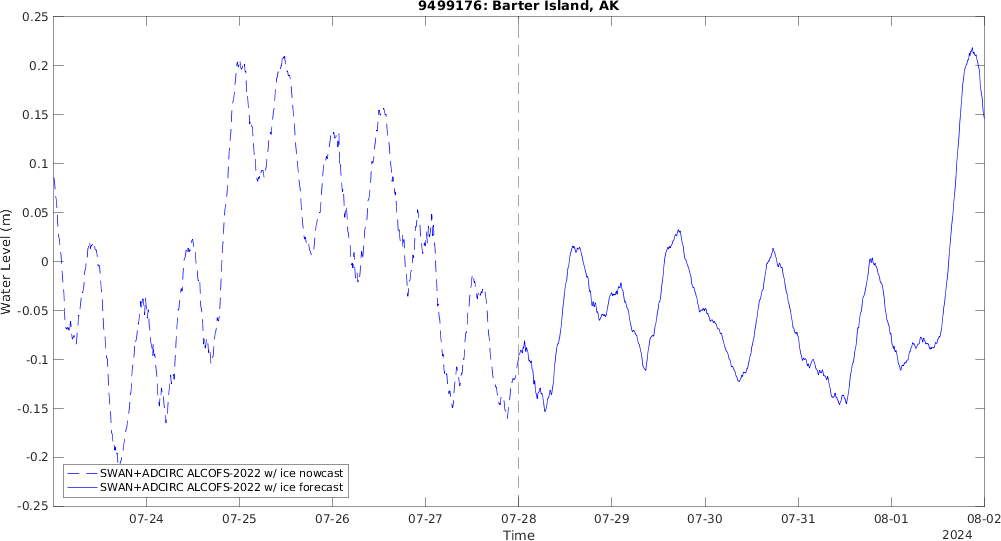 9499176: Barter Island, AK
0.25
0.2
0.15
0.1
0.05
0
-0.05
-0.1
-0.15
-0.2
-0.25
Water Level (m)
SWAN+ADCIRC ALCOFS-2022 w/ ice nowcast
SWAN+ADCIRC ALCOFS-2022 w/ ice forecast
07-24 07-25 07-26 07-27 07-28 07-29 07-30 07-31 08-01 08-02
Time
2024